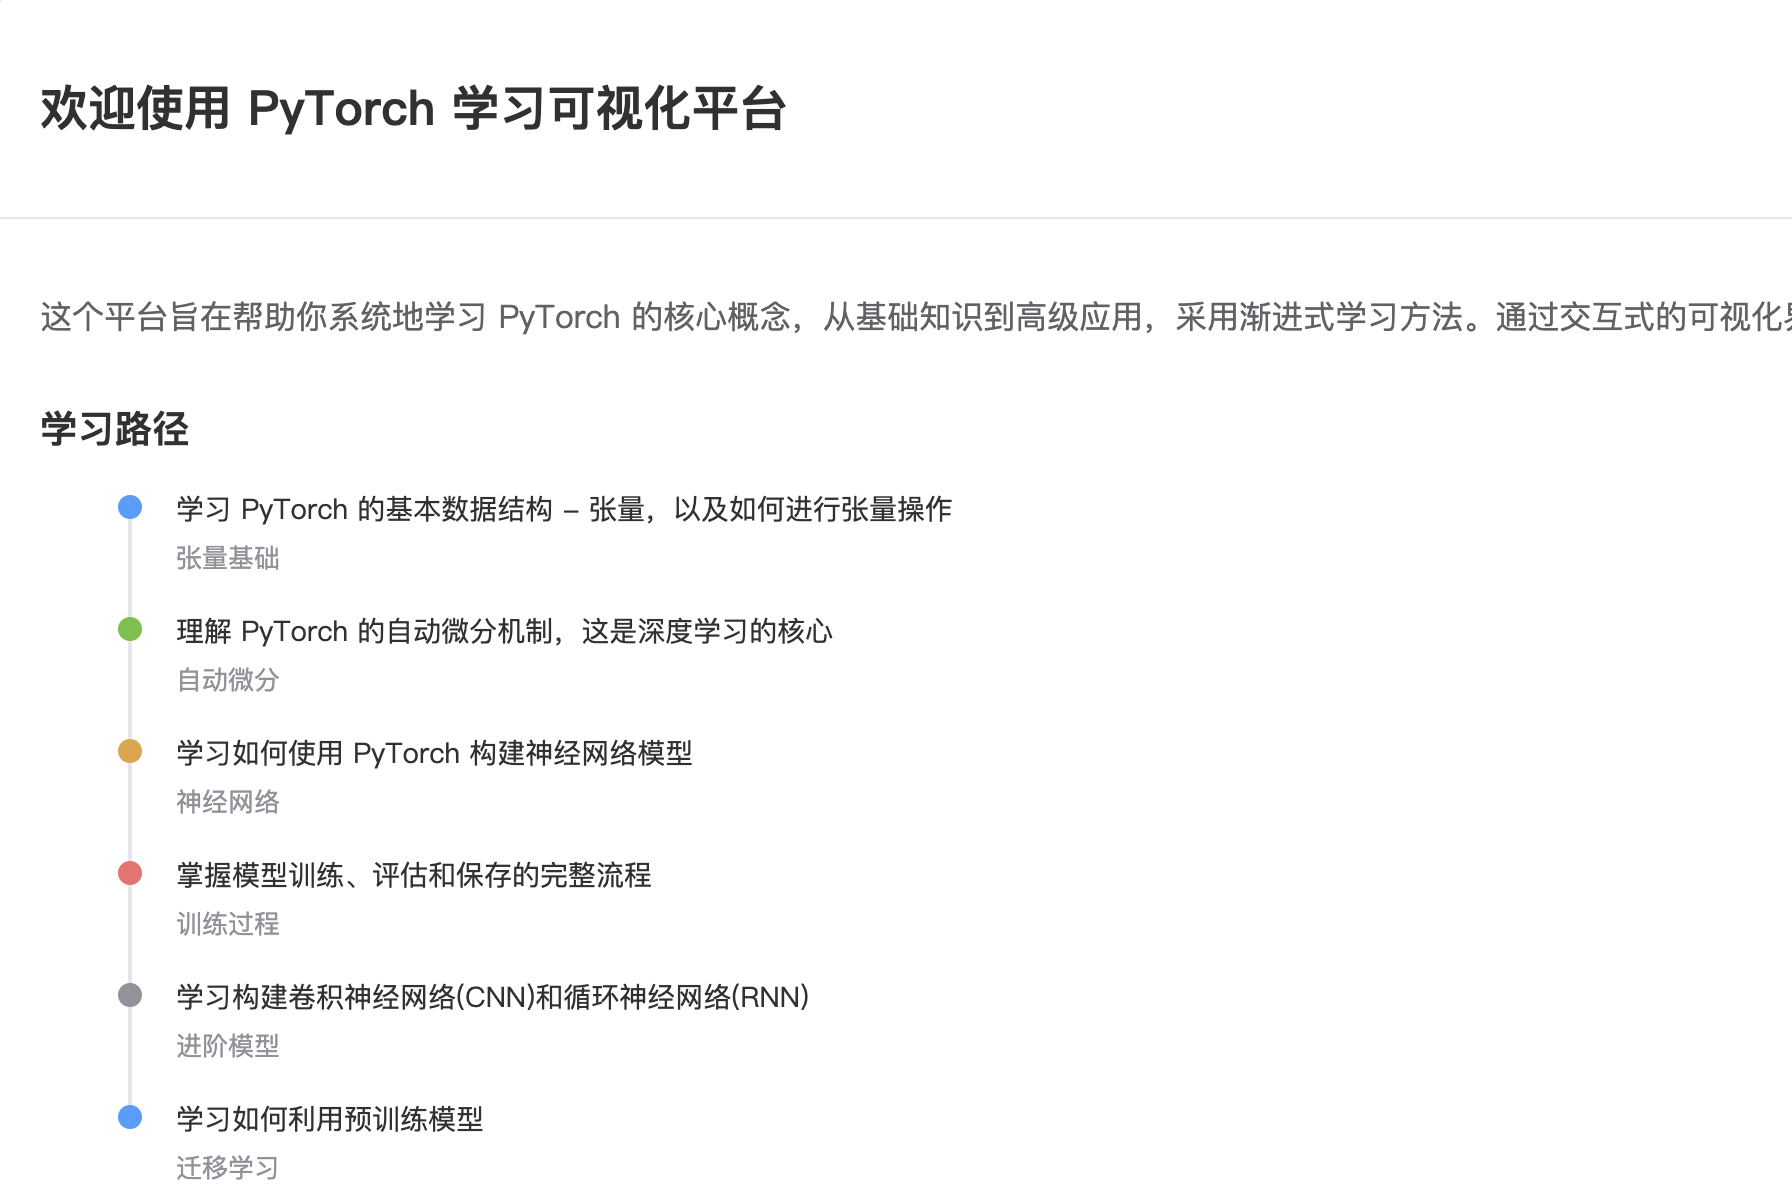 欢迎使用 PyTorch 学习可视化平台
这个平台旨在帮助你系统地学习 PyTorch 的核心概念，从基础知识到高级应用，采用渐进式学习方法。通过交互式的可视化
学习路径
学习 PyTorch 的基本数据结构 – 张量，以及如何进行张量操作
张量基础
理解 PyTorch 的自动微分机制，这是深度学习的核心
自动微分
学习如何使用 PyTorch 构建神经网络模型
神经网络
掌握模型训练、评估和保存的完整流程
训练过程
学习构建卷积神经网络(CNN)和循环神经网络(RNN)
进阶模型
学习如何利用预训练模型
迁移学习